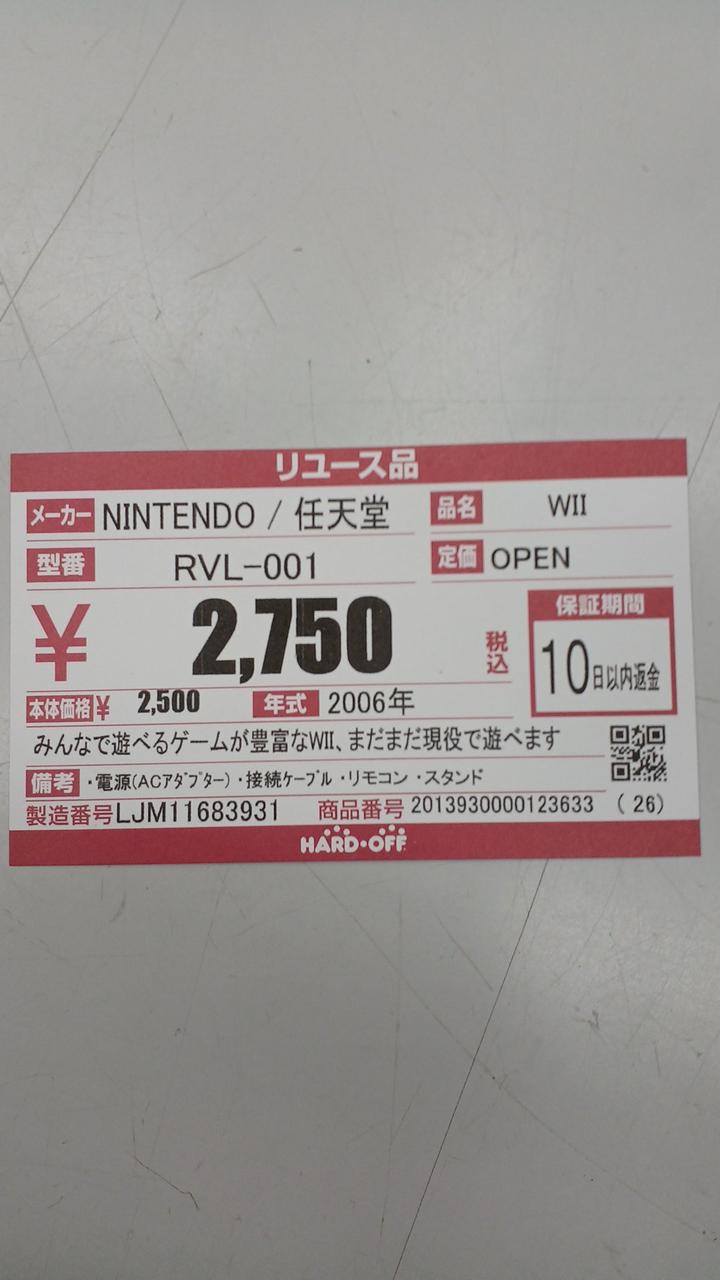 リユース品
メーカー NINTENDO / 任天堂 品名 WII
型番 RVL-001 定価 OPEN
¥ 2,750 税込 保証期間
10日以内返金
本体価格¥ 2,500 年式 2006年
みんなで遊べるゲームが豊富なWII、まだまだ現役で遊べます
備考 ・電源(ACｱﾀﾞﾌﾟﾀｰ)・接続ｹｰﾌﾞﾙ・リモコン・スタンド
製造番号LJM11683931 商品番号 2013930000123633 (26)
HARD・OFF